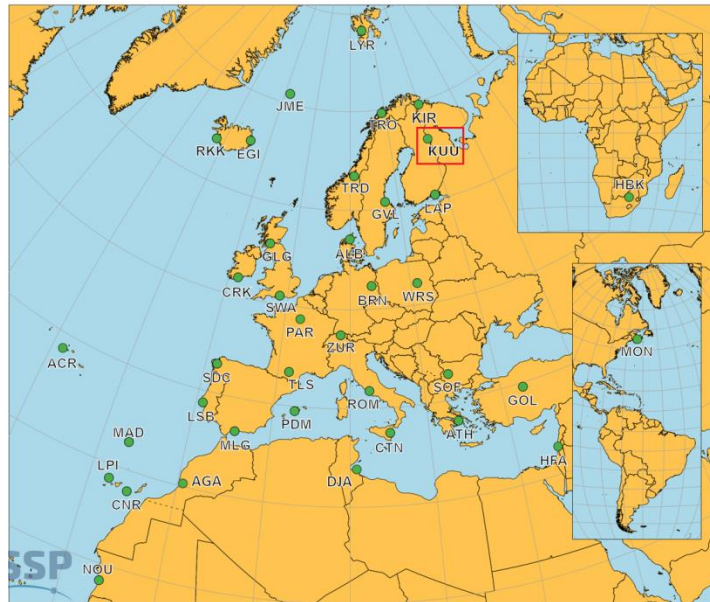 LYR
JME
TRO
KIR
RKK
EGI
KUU
HBK
TRD
GVL
LAP
GLG
ALB
CRK
SWA
BRN
WRS
PAR
ZUR
MON
ACR
SDC
TLS
ROM
SOF
GOL
LSB
PDM
MLG
CTN
ATH
MAD
HFA
LPI
AGA
DJA
CNR
SSP
NOU